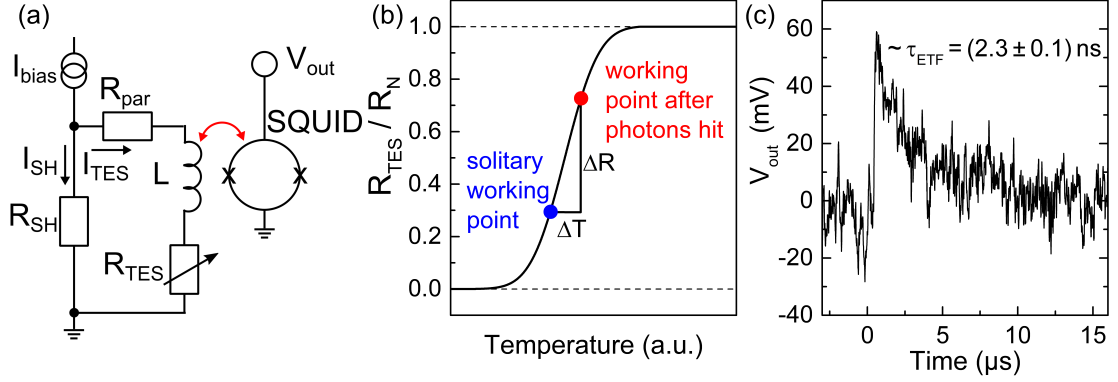 (a)
I_bias
R_par
V_out
SQUID
I_SH
I_TES
L
R_SH
R_TES
(b)
R_TES / R_N
1.0
0.8
0.6
0.4
0.2
0.0
working
point after
photons hit
solitary
working
point
ΔR
ΔT
Temperature (a.u.)
(c)
V_out (mV)
60
40
20
0
-20
-40
~ τ_ETF = (2.3 ± 0.1) ns
0 5 10 15
Time (µs)